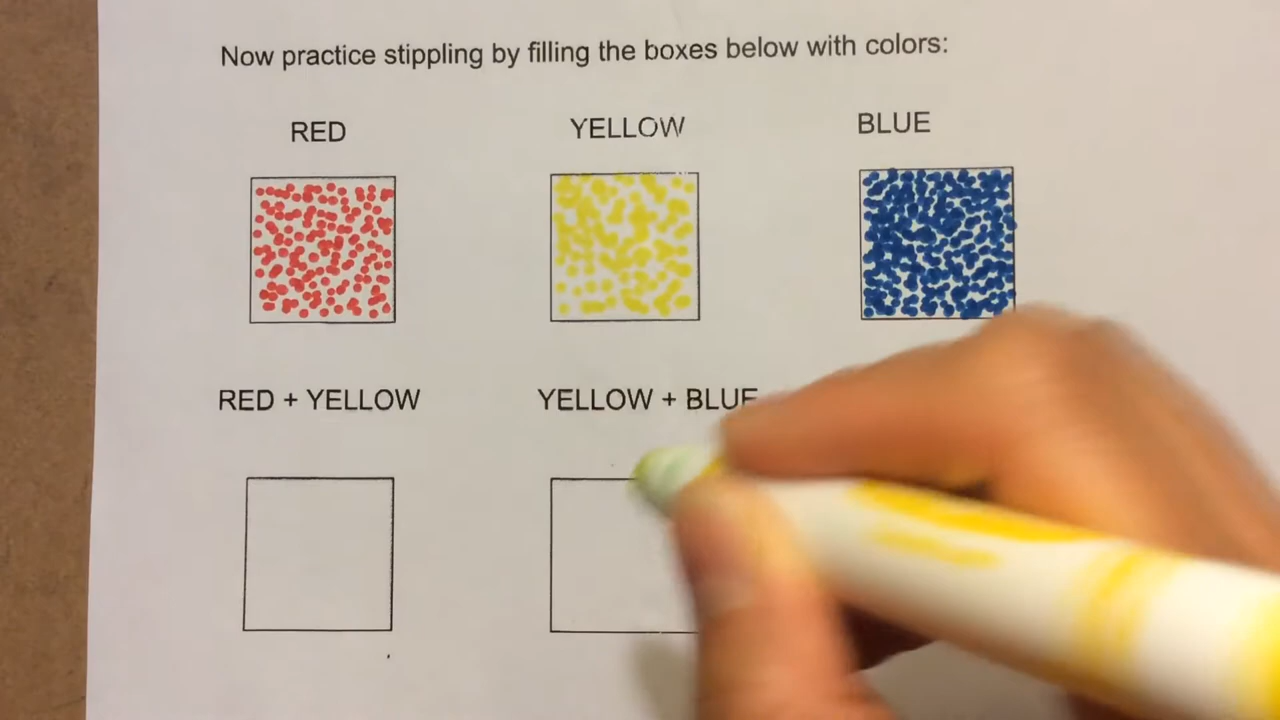 Now practice stippling by filling the boxes below with colors:
RED YELLOW BLUE
RED + YELLOW YELLOW + BLUE